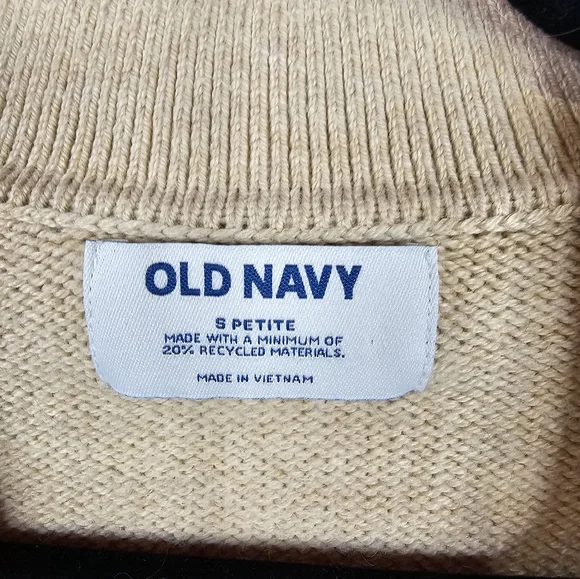 OLD NAVY
S PETITE
MADE WITH A MINIMUM OF
20% RECYCLED MATERIALS.
MADE IN VIETNAM